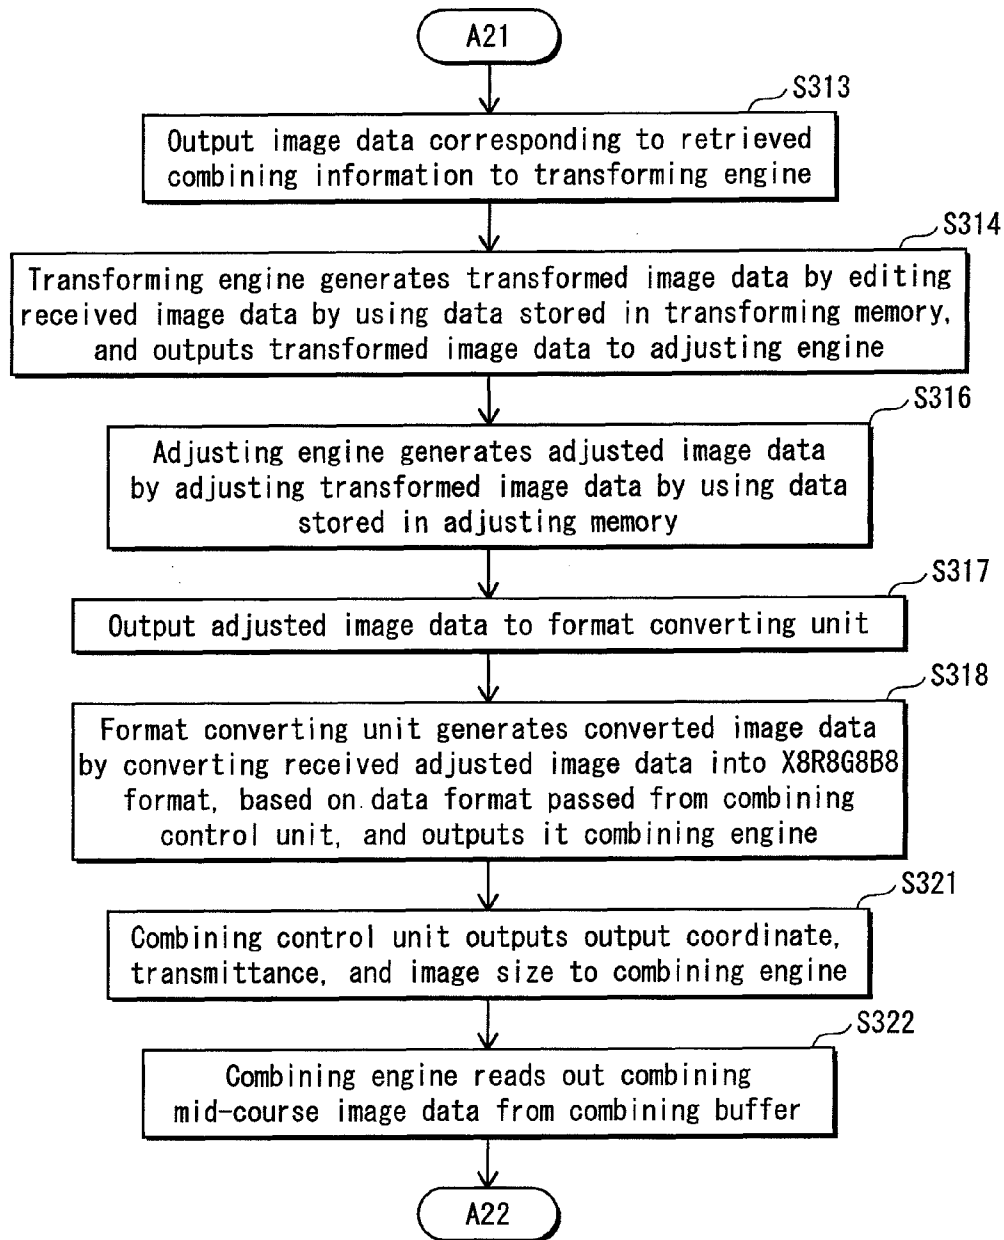 A21
S313
Output image data corresponding to retrieved
combining information to transforming engine
S314
Transforming engine generates transformed image data by editing
received image data by using data stored in transforming memory,
and outputs transformed image data to adjusting engine
S316
Adjusting engine generates adjusted image data
by adjusting transformed image data by using data
stored in adjusting memory
S317
Output adjusted image data to format converting unit
S318
Format converting unit generates converted image data
by converting received adjusted image data into X8R8G8B8
format, based on data format passed from combining
control unit, and outputs it combining engine
S321
Combining control unit outputs output coordinate,
transmittance, and image size to combining engine
S322
Combining engine reads out combining
mid-course image data from combining buffer
A22